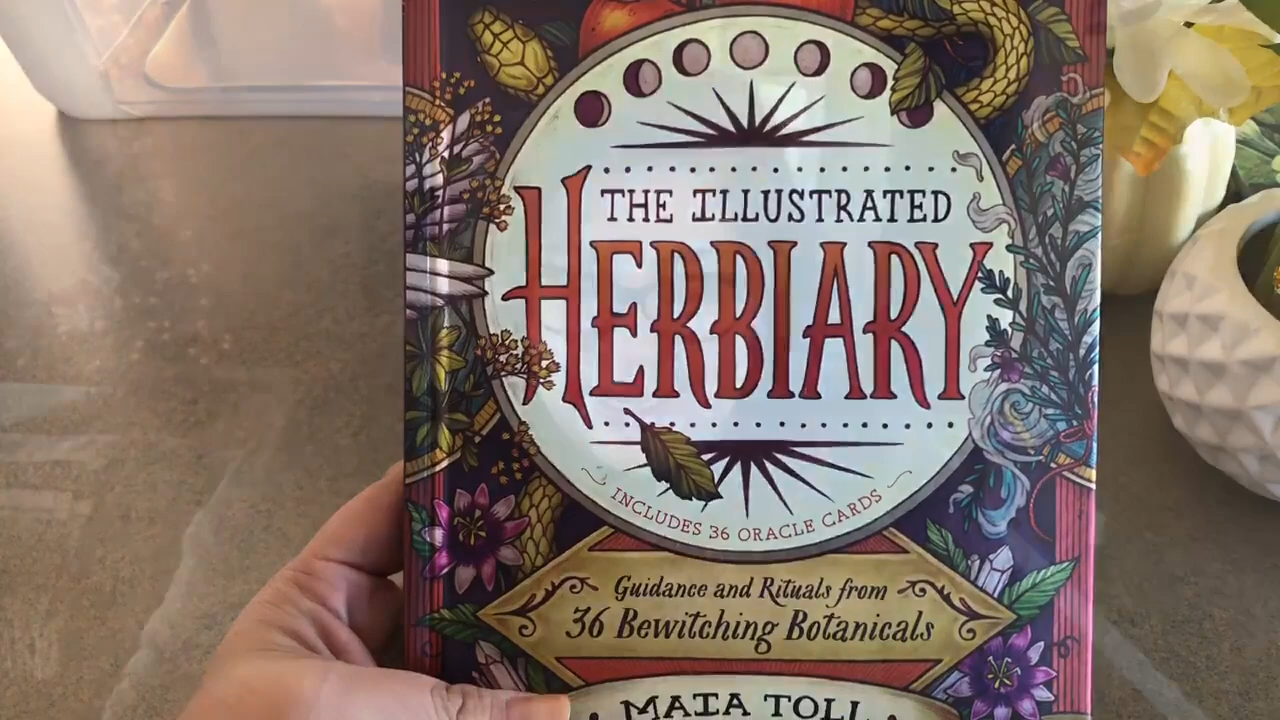 THE ILLUSTRATED
HERBIARY
INCLUDES 36 ORACLE CARDS
Guidance and Rituals from
36 Bewitching Botanicals
MAIA TOLL